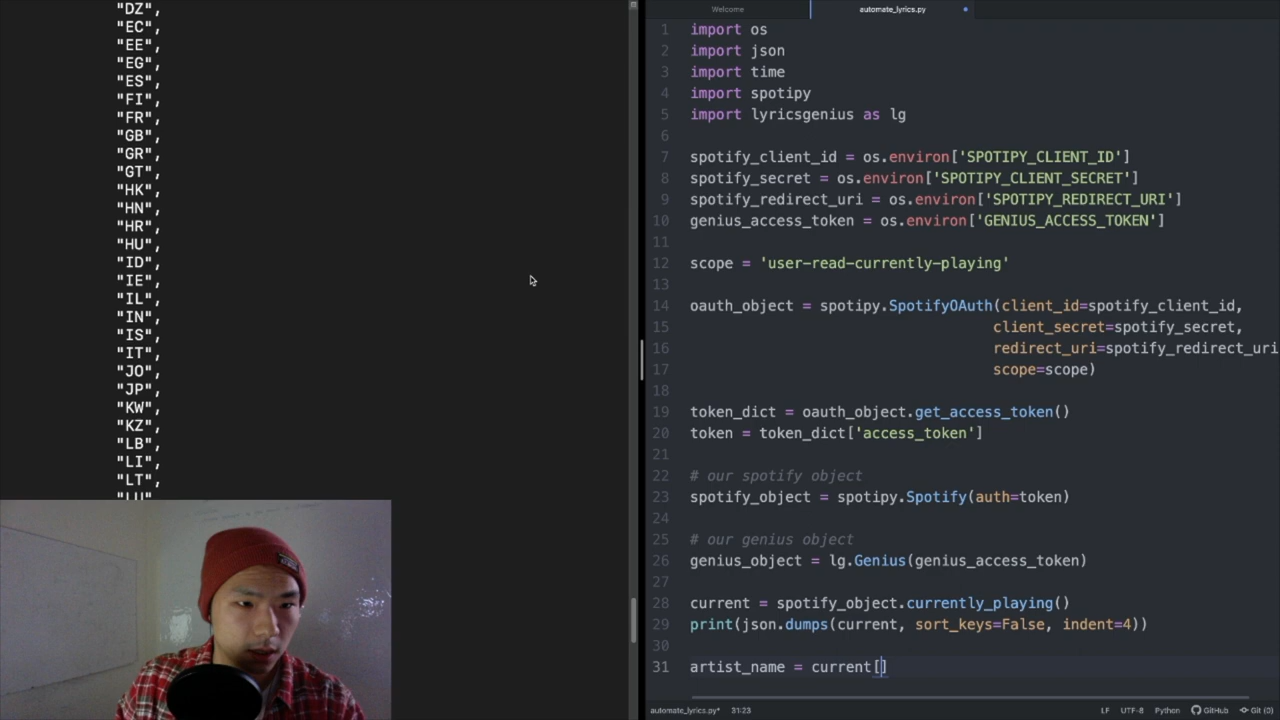 "DZ",
"EC",
"EE",
"EG",
"ES",
"FI",
"FR",
"GB",
"GR",
"GT",
"HK",
"HN",
"HR",
"HU",
"ID",
"IE",
"IL",
"IN",
"IS",
"IT",
"JO",
"JP",
"KW",
"KZ",
"LB",
"LI",
"LT",
"LU"
Welcome
automate_lyrics.py
1 import os
2 import json
3 import time
4 import spotipy
5 import lyricsgenius as lg
6
7 spotify_client_id = os.environ['SPOTIPY_CLIENT_ID']
8 spotify_secret = os.environ['SPOTIPY_CLIENT_SECRET']
9 spotify_redirect_uri = os.environ['SPOTIPY_REDIRECT_URI']
10 genius_access_token = os.environ['GENIUS_ACCESS_TOKEN']
11
12 scope = 'user-read-currently-playing'
13
14 oauth_object = spotipy.SpotifyOAuth(client_id=spotify_client_id,
15 client_secret=spotify_secret,
16 redirect_uri=spotify_redirect_uri
17 scope=scope)
18
19 token_dict = oauth_object.get_access_token()
20 token = token_dict['access_token']
21
22 # our spotify object
23 spotify_object = spotipy.Spotify(auth=token)
24
25 # our genius object
26 genius_object = lg.Genius(genius_access_token)
27
28 current = spotify_object.currently_playing()
29 print(json.dumps(current, sort_keys=False, indent=4))
30
31 artist_name = current[]
automate_lyrics.py* 31:23 LF UTF-8 Python GitHub Git (0)